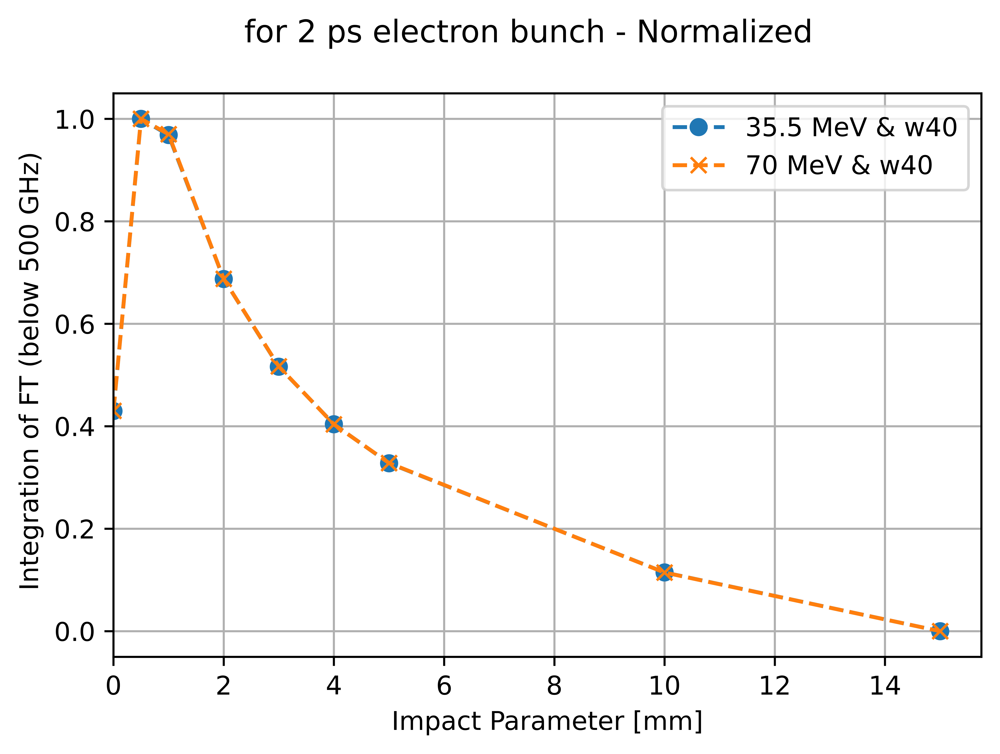 for 2 ps electron bunch - Normalized
35.5 MeV & w40
70 MeV & w40
Integration of FT (below 500 GHz)
1.0
0.8
0.6
0.4
0.2
0.0
0 2 4 6 8 10 12 14
Impact Parameter [mm]